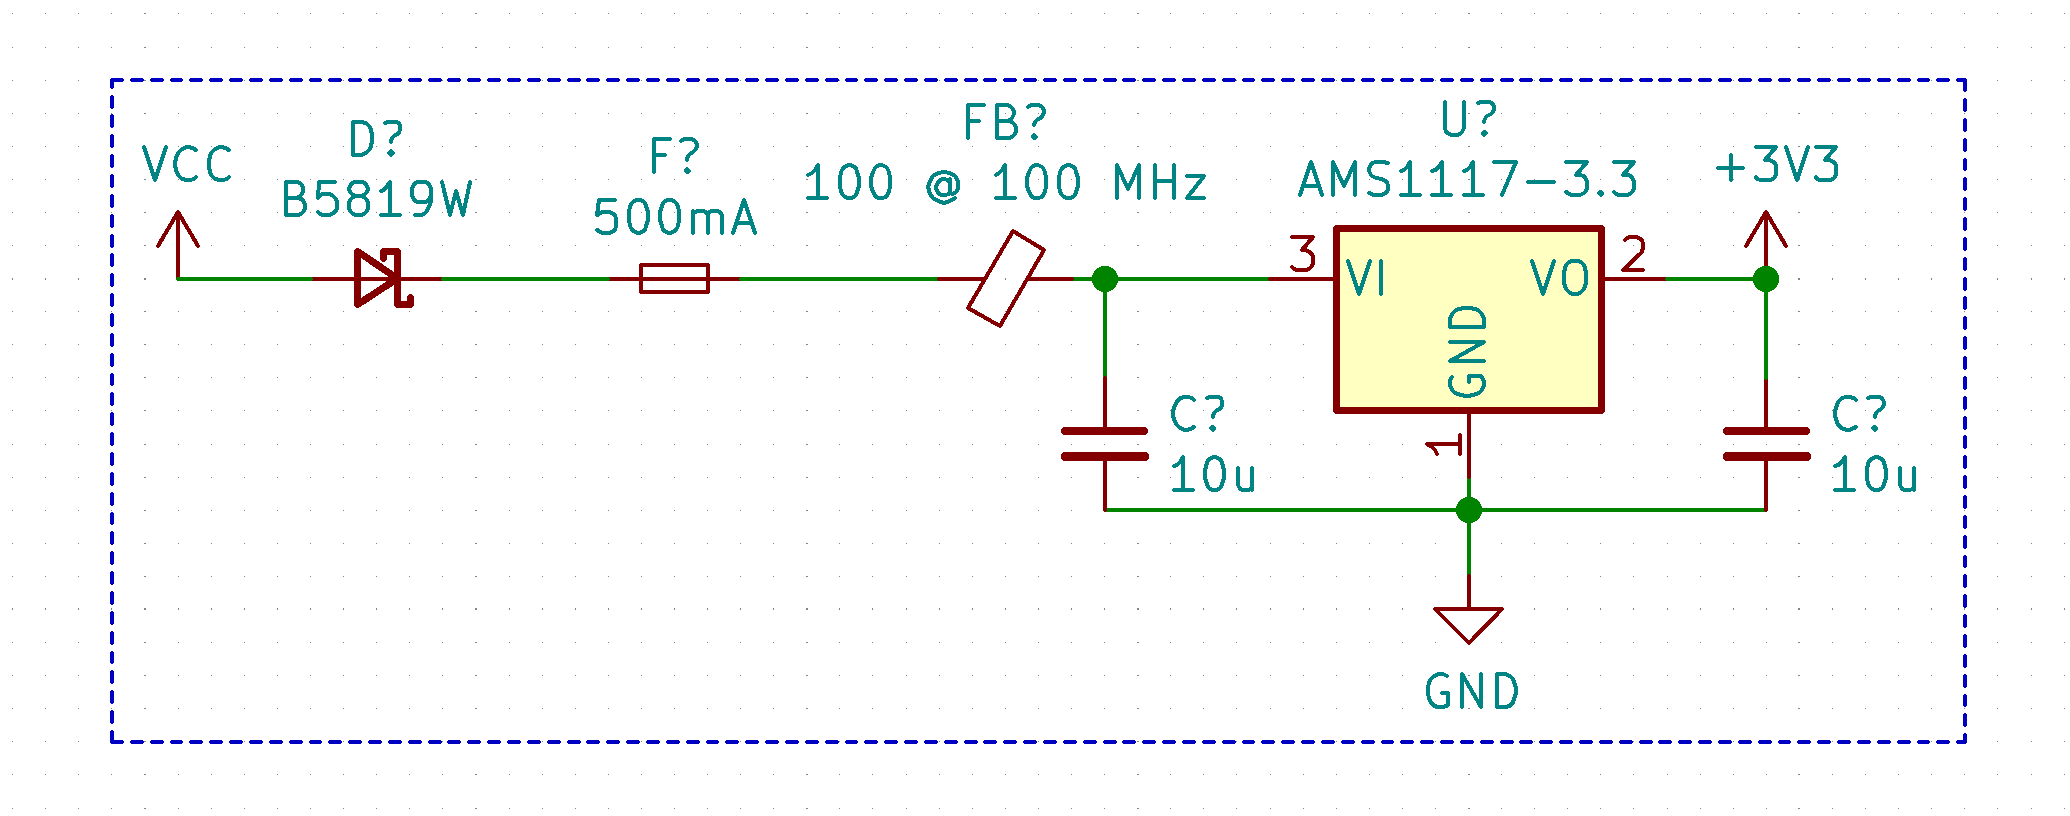 VCC
D?
B5819W
F?
500mA
FB?
100 @ 100 MHz
U?
AMS1117-3.3
+3V3
3
VI
GND
VO
2
1
C?
10u
C?
10u
GND